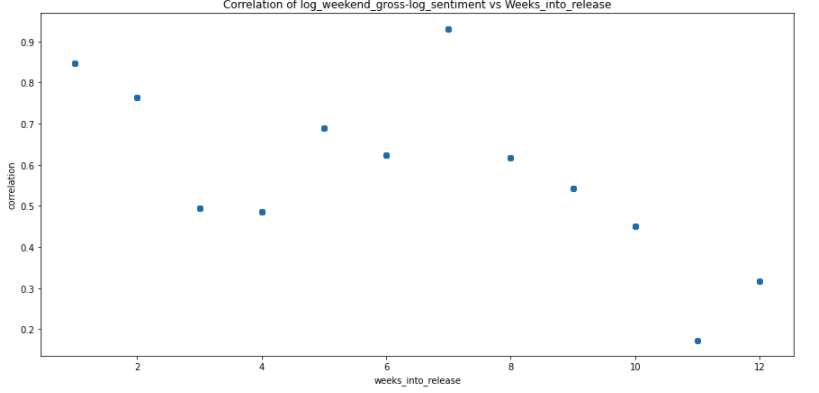 Correlation of log_weekend_gross-log_sentiment vs Weeks_into_release
correlation
0.9
0.8
0.7
0.6
0.5
0.4
0.3
0.2
2 4 6 8 10 12
weeks_into_release